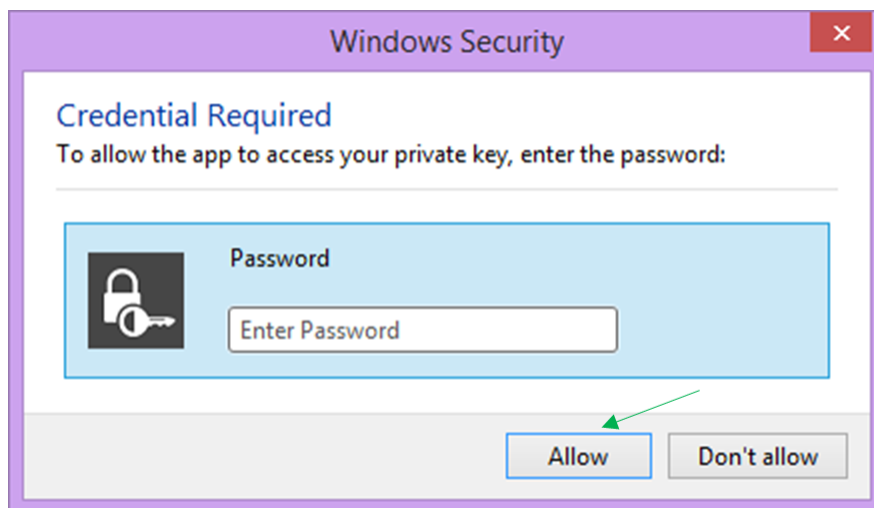 Windows Security
Credential Required
To allow the app to access your private key, enter the password:
Password
Enter Password
Allow
Don't allow